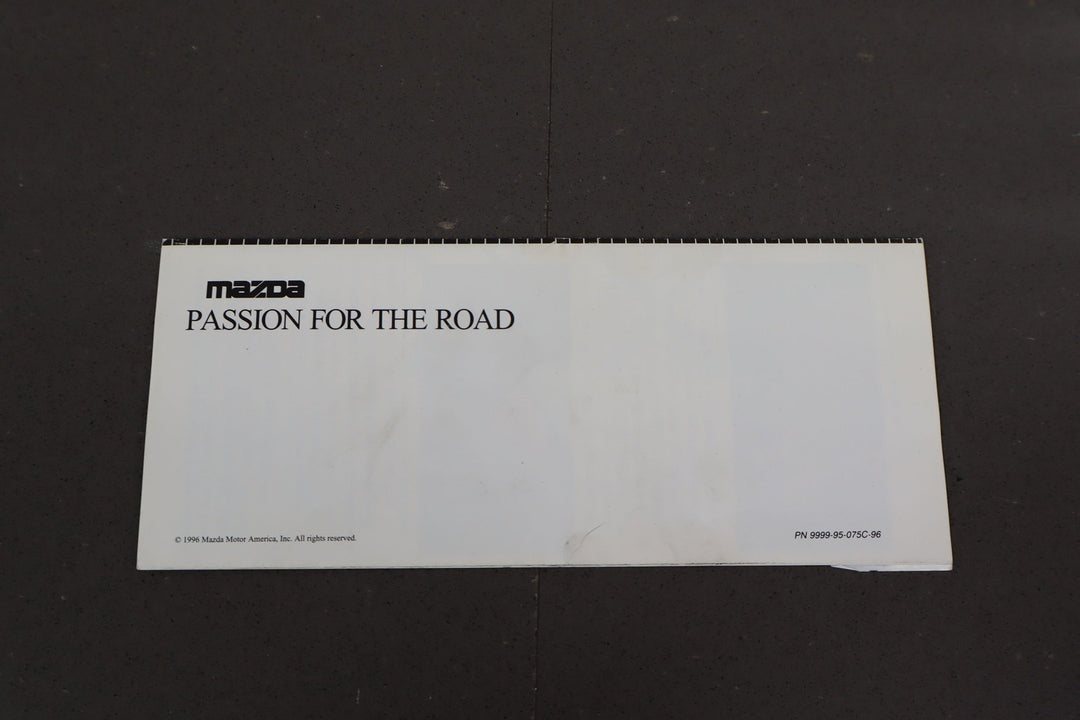 mazda
PASSION FOR THE ROAD
© 1996 Mazda Motor America, Inc. All rights reserved.
PN 9999-95-075C-96